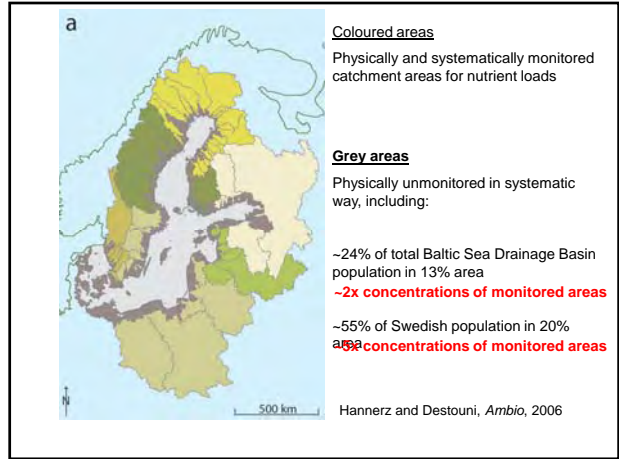 a
Coloured areas
Physically and systematically monitored
catchment areas for nutrient loads
Grey areas
Physically unmonitored in systematic
way, including:
~24% of total Baltic Sea Drainage Basin
population in 13% area
~2x concentrations of monitored areas
~55% of Swedish population in 20%
area
~5x concentrations of monitored areas
N
500 km
Hannerz and Destouni, Ambio, 2006